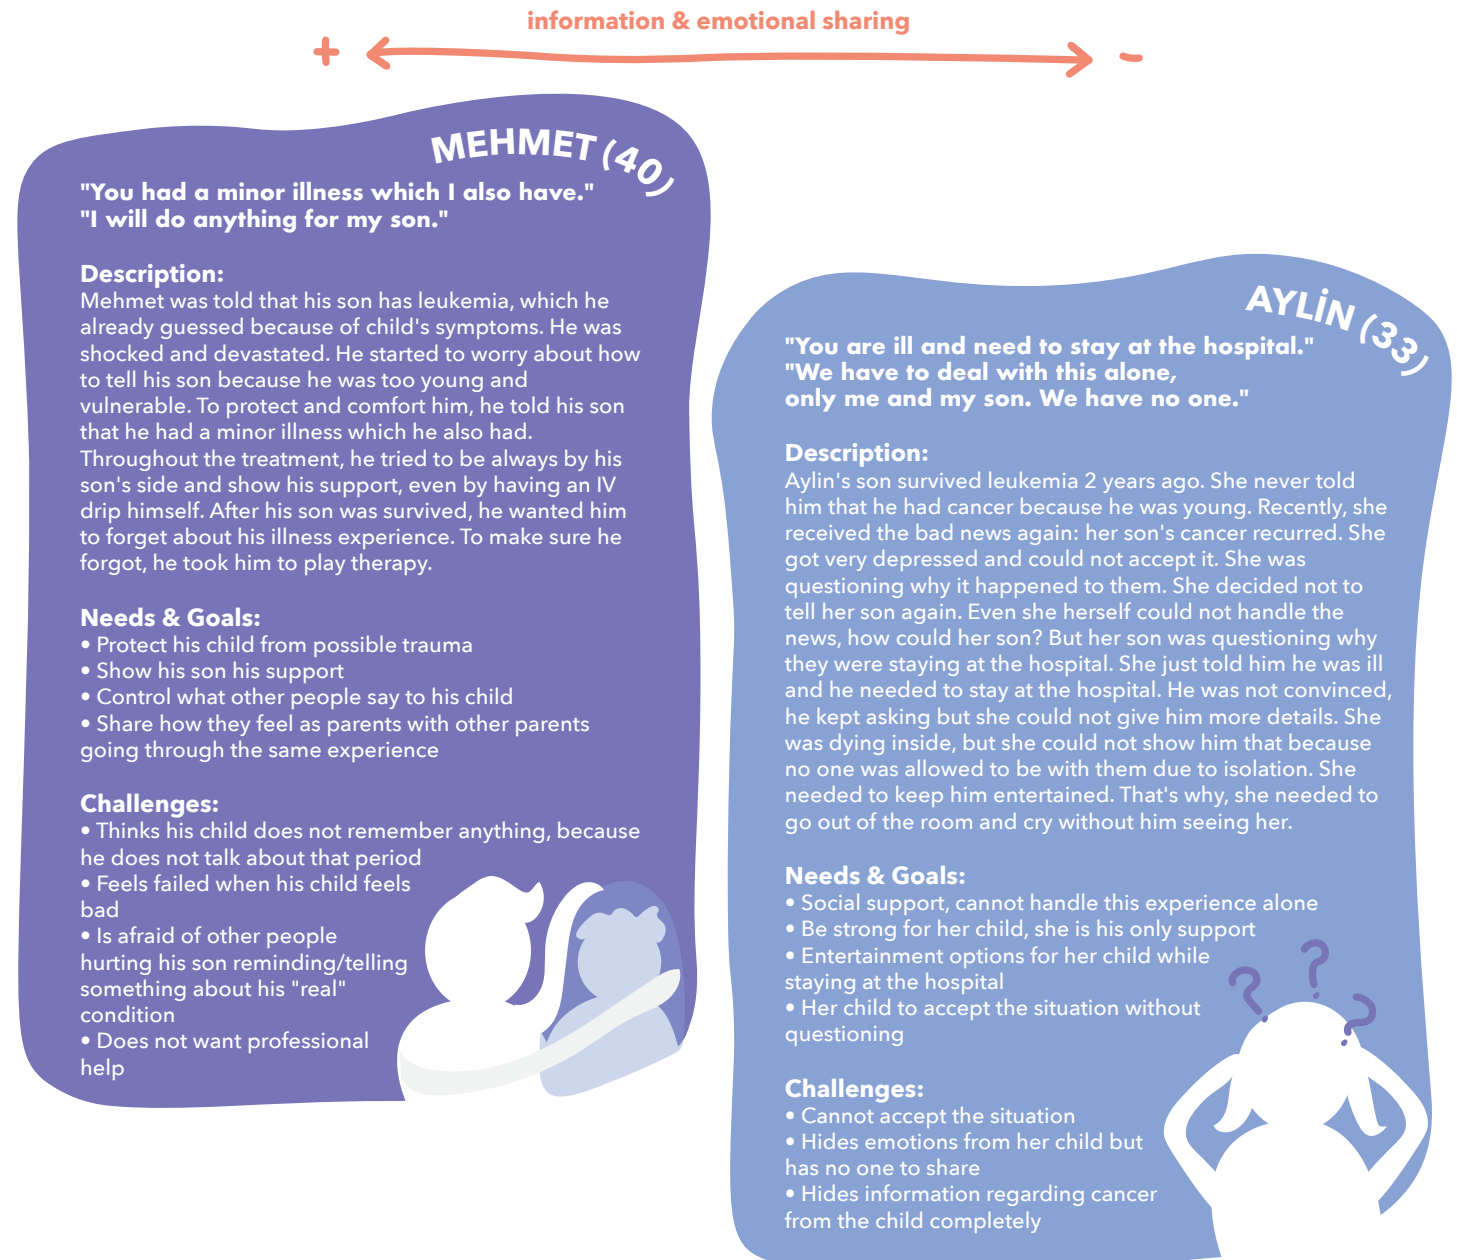 information & emotional sharing
+ -
MEHMET (40)
"You had a minor illness which I also have."
"I will do anything for my son."
Description:
Mehmet was told that his son has leukemia, which he
already guessed because of child's symptoms. He was
shocked and devastated. He started to worry about how
to tell his son because he was too young and
vulnerable. To protect and comfort him, he told his son
that he had a minor illness which he also had.
Throughout the treatment, he tried to be always by his
son's side and show his support, even by having an IV
drip himself. After his son was survived, he wanted him
to forget about his illness experience. To make sure he
forgot, he took him to play therapy.
Needs & Goals:
• Protect his child from possible trauma
• Show his son his support
• Control what other people say to his child
• Share how they feel as parents with other parents
going through the same experience
Challenges:
• Thinks his child does not remember anything, because
he does not talk about that period
• Feels failed when his child feels
bad
• Is afraid of other people
hurting his son reminding/telling
something about his "real"
condition
• Does not want professional
help
AYLİN (33)
"You are ill and need to stay at the hospital."
"We have to deal with this alone,
only me and my son. We have no one."
Description:
Aylin's son survived leukemia 2 years ago. She never told
him that he had cancer because he was young. Recently, she
received the bad news again: her son's cancer recurred. She
got very depressed and could not accept it. She was
questioning why it happened to them. She decided not to
tell her son again. Even she herself could not handle the
news, how could her son? But her son was questioning why
they were staying at the hospital. She just told him he was ill
and he needed to stay at the hospital. He was not convinced,
he kept asking but she could not give him more details. She
was dying inside, but she could not show him that because
no one was allowed to be with them due to isolation. She
needed to keep him entertained. That's why, she needed to
go out of the room and cry without him seeing her.
Needs & Goals:
• Social support, cannot handle this experience alone
• Be strong for her child, she is his only support
• Entertainment options for her child while
staying at the hospital
• Her child to accept the situation without
questioning
? ? ?
Challenges:
• Cannot accept the situation
• Hides emotions from her child but
has no one to share
• Hides information regarding cancer
from the child completely